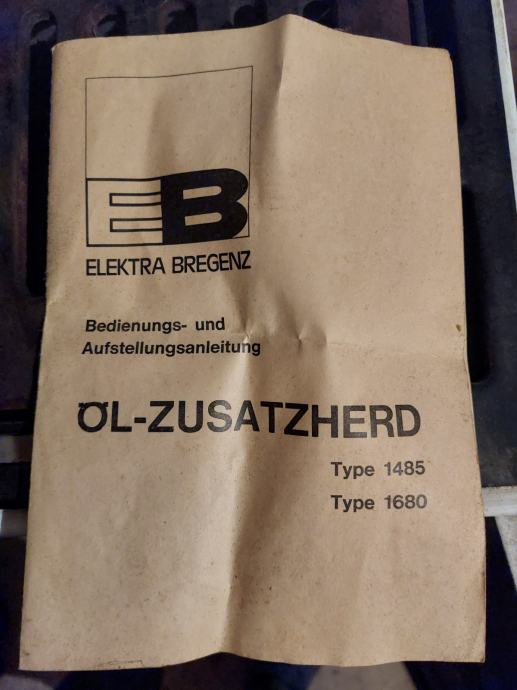 EB
ELEKTRA BREGENZ
Bedienungs- und
Aufstellungsanleitung
ÖL-ZUSATZHERD
Type 1485
Type 1680